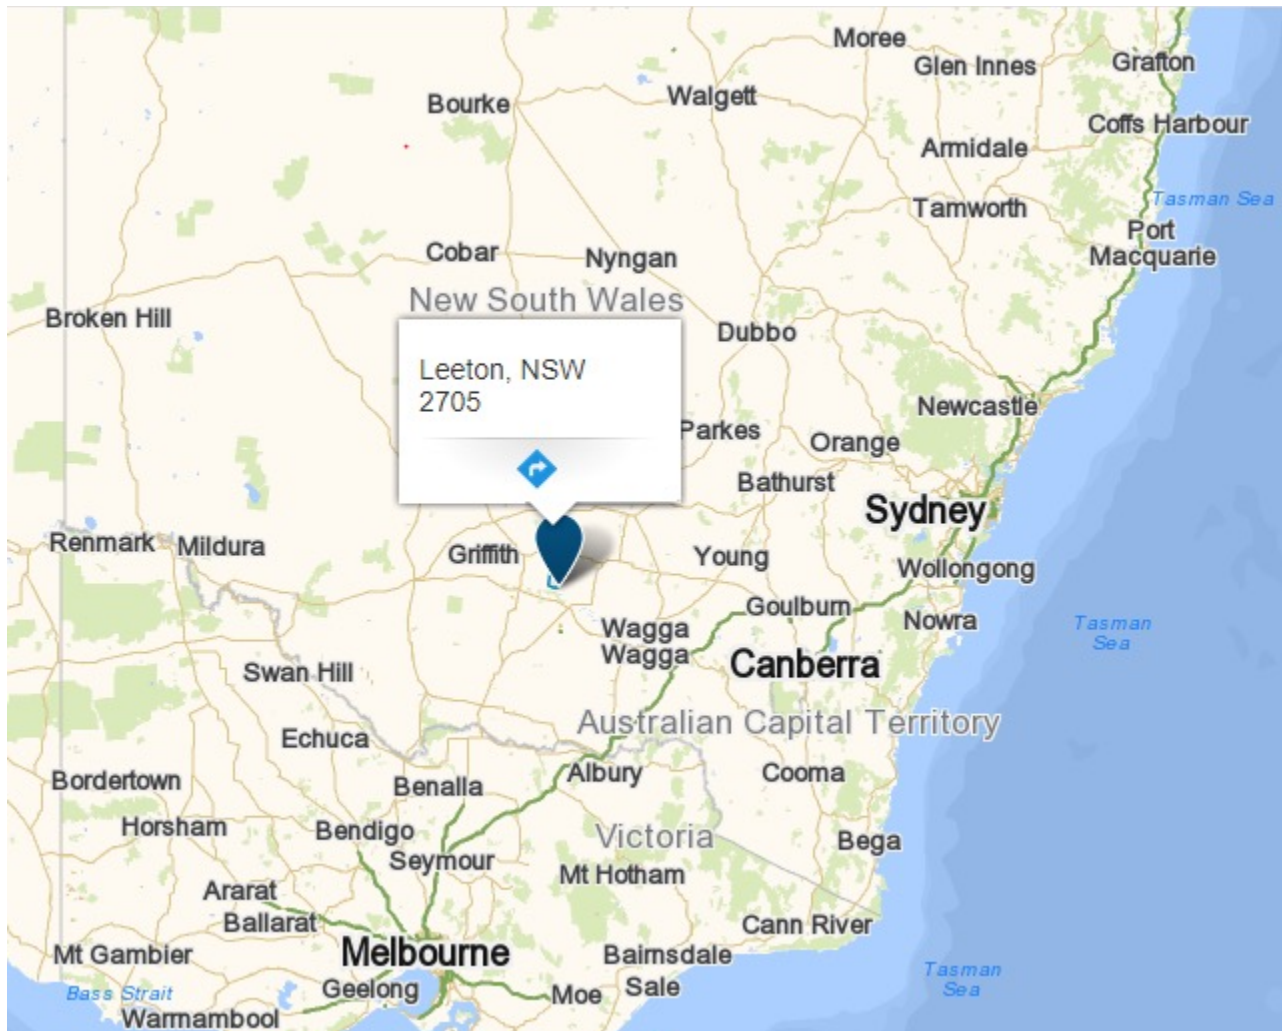 Moree
Glen Innes
Grafton
Bourke
Walgett
Coffs Harbour
Armidale
Tasman Sea
Tamworth
Port
Macquarie
Cobar
Nyngan
New South Wales
Broken Hill
Dubbo
Leeton, NSW
2705
Newcastle
Parkes
Orange
Bathurst
Sydney
Renmark
Mildura
Griffith
Young
Wollongong
Goulburn
Nowra
Tasman
Sea
Wagga
Wagga
Canberra
Swan Hill
Australian Capital Territory
Echuca
Bordertown
Benalla
Albury
Cooma
Horsham
Bendigo
Victoria
Bega
Seymour
Mt Hotham
Ararat
Ballarat
Cann River
Mt Gambier
Melbourne
Bairnsdale
Tasman
Sea
Bass Strait
Geelong
Moe
Sale
Warrnambool